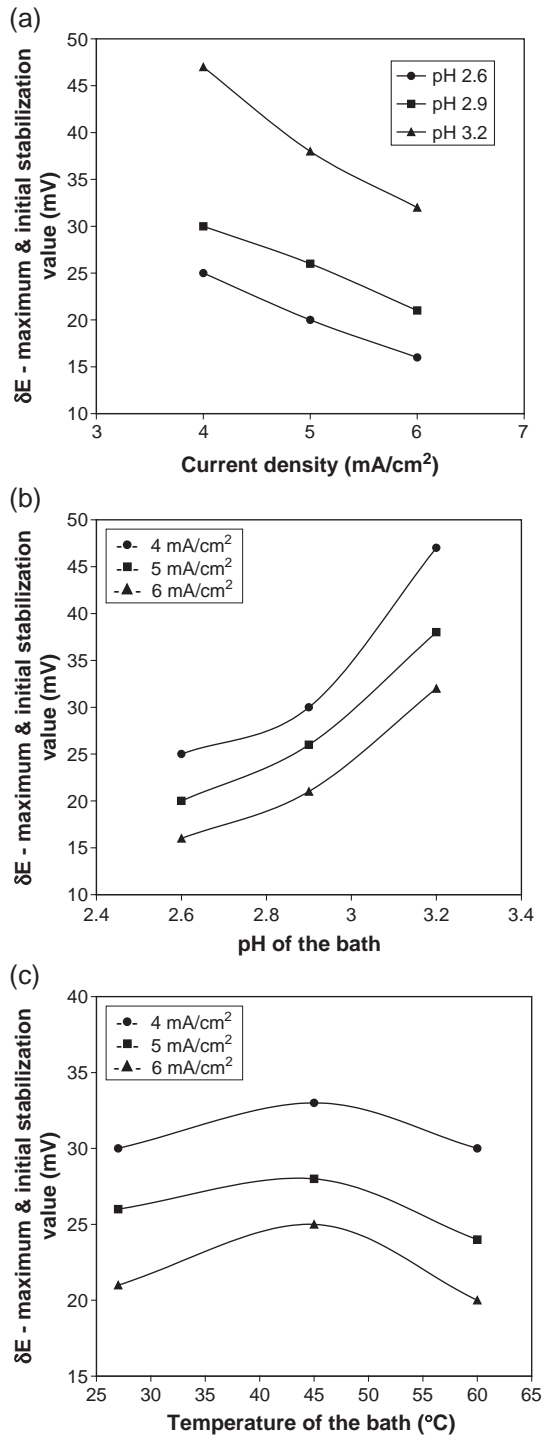 (a)
δE - maximum & initial stabilization
value (mV)
50
45
40
35
30
25
20
15
10
pH 2.6
pH 2.9
pH 3.2
3 4 5 6 7
Current density (mA/cm²)
(b)
δE - maximum & initial stabilization
value (mV)
50
45
40
35
30
25
20
15
10
4 mA/cm²
5 mA/cm²
6 mA/cm²
2.4 2.6 2.8 3 3.2 3.4
pH of the bath
(c)
δE - maximum & initial stabilization
value (mV)
40
35
30
25
20
15
4 mA/cm²
5 mA/cm²
6 mA/cm²
25 30 35 40 45 50 55 60 65
Temperature of the bath (°C)